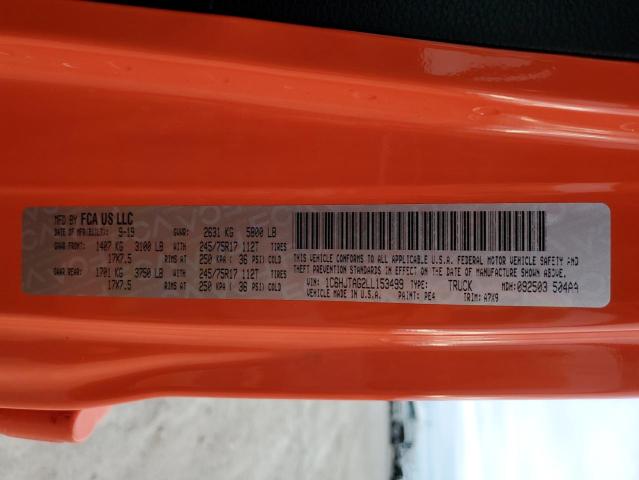 MFD BY FCA US LLC
DATE OF MFR 9-19 GVWR: 2631 KG 5800 LB
GAWR FRONT: 1407 KG 3100 LB WITH 245/75R17 112T TIRES
17X7.5 RIMS AT 250 KPA ( 36 PSI) COLD
GAWR REAR: 1701 KG 3750 LB WITH 245/75R17 112T TIRES
17X7.5 RIMS AT 250 KPA ( 36 PSI) COLD
THIS VEHICLE CONFORMS TO ALL APPLICABLE U.S.A. FEDERAL MOTOR VEHICLE SAFETY AND
THEFT PREVENTION STANDARDS IN EFFECT ON THE DATE OF MANUFACTURE SHOWN ABOVE.
VIN: 1C6HJTAG2LL153499 TYPE: TRUCK MDH: 092503 504AA
VEHICLE MADE IN U.S.A. PAINT: PE4 TRIM: A7X9